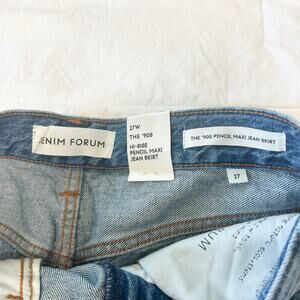 ENIM FORUM
27W
THE '90S
HI-RISE
PENCIL MAXI
JEAN SKIRT
THE '90S PENCIL MAXI JEAN SKIRT
27